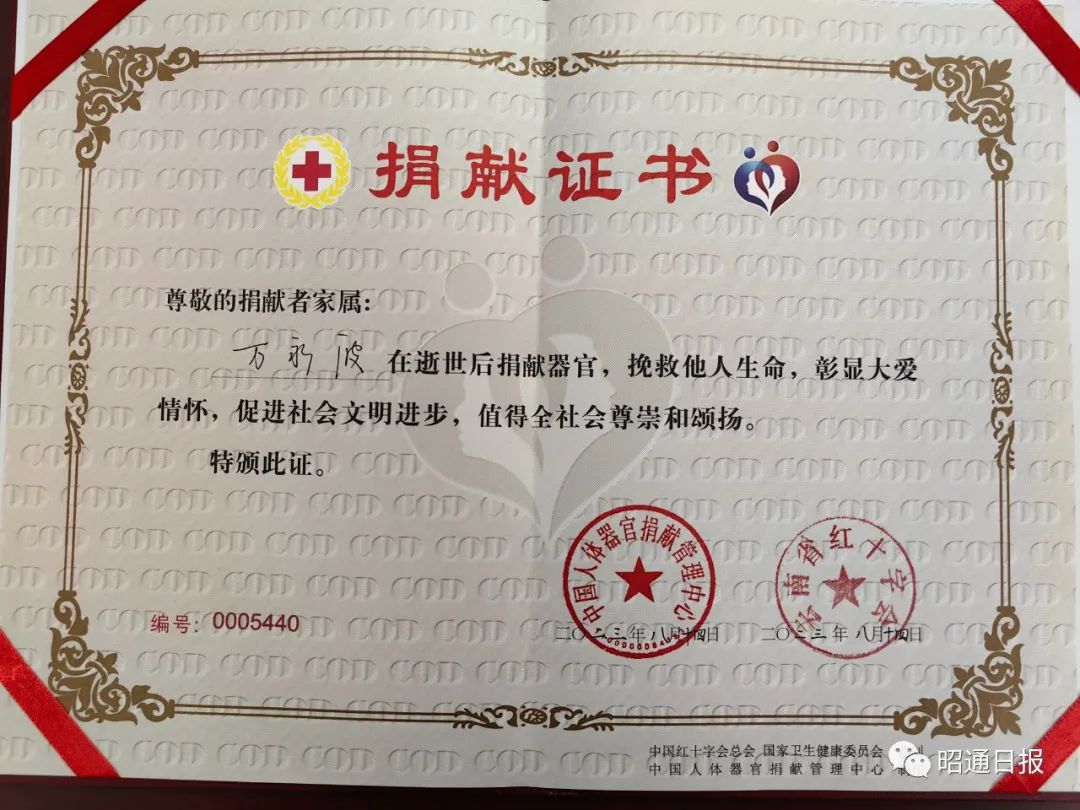 捐献证书
尊敬的捐献者家属:
万永波 在逝世后捐献器官，挽救他人生命，彰显大爱
情怀，促进社会文明进步，值得全社会尊崇和颂扬。
特颁此证。
中国人体器官捐献管理中心
云南省红十字会
编号: 0005440
二〇二三年八月十四日 二〇二三年八月十四日
中国红十字会总会 国家卫生健康委员会
中国人体器官捐献管理中心 制
昭通日报